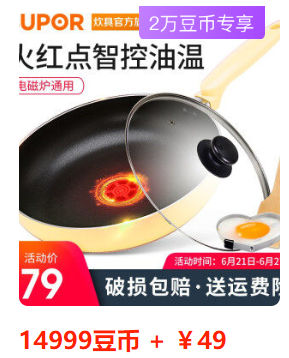 UPOR 炊具官方旗
2万豆币专享
火红点智控油温
电磁炉通用
活动价
79
活动时间：6月21日-6月2
破损包赔·送运费险
14999豆币 + ￥49